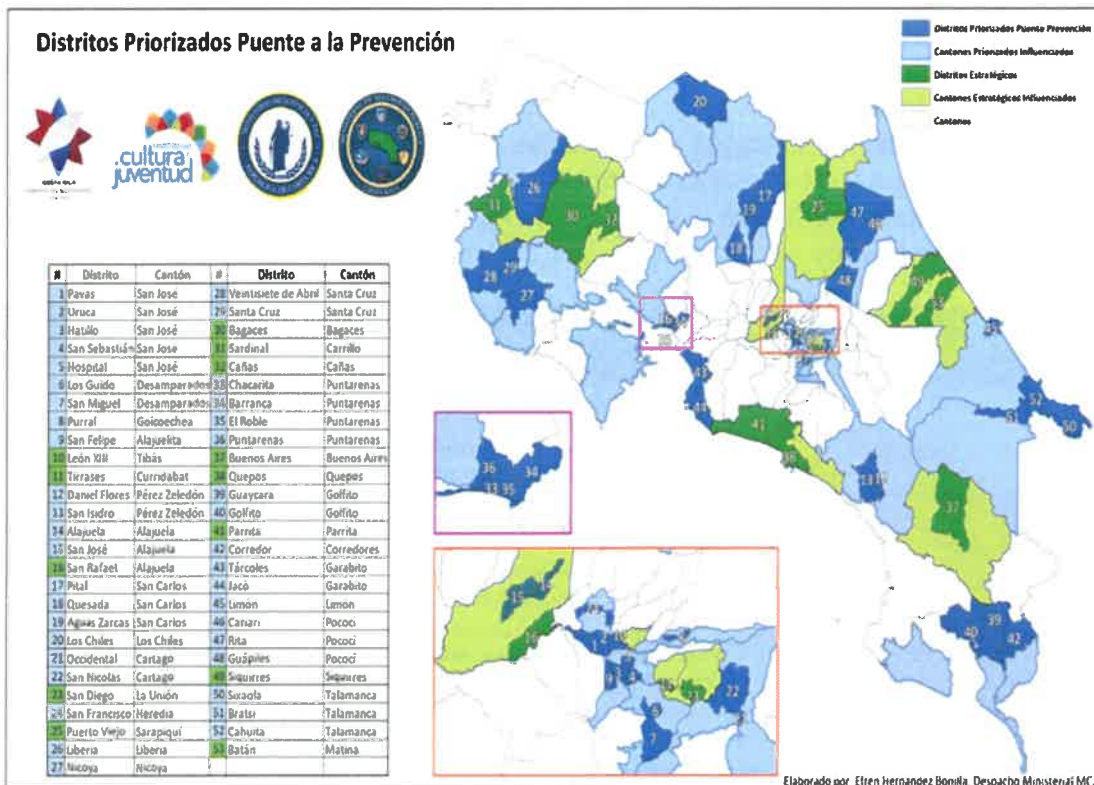 Distritos Priorizados Puente a la Prevención
Distritos Priorizados Puente Prevención
Cantones Priorizados Influenciados
Distritos Estratégicos
Cantones Estratégicos Influenciados
Cantones
COSTA RICA
cultura
juventud
# Distrito Cantón # Distrito Cantón
1 Pavas San José 28 Veintisiete de Abril Santa Cruz
2 Uruca San José 29 Santa Cruz Santa Cruz
3 Hatillo San José 30 Bagaces Bagaces
4 San Sebastián San Jose 31 Sardinal Carrillo
5 Hospital San José 32 Cañas Cañas
6 Los Guido Desamparados 33 Chacarita Puntarenas
7 San Miguel Desamparados 34 Barranca Puntarenas
8 Purral Goicoechea 35 El Roble Puntarenas
9 San Felipe Alajuelita 36 Puntarenas Puntarenas
10 León XIII Tibás 37 Buenos Aires Buenos Aires
11 Tirrases Curridabat 38 Quepos Quepos
12 Daniel Flores Pérez Zeledón 39 Guaycara Golfito
13 San Isidro Pérez Zeledón 40 Golfito Golfito
14 Alajuela Alajuela 41 Parrita Parrita
15 San José Alajuela 42 Corredor Corredores
16 San Rafael Alajuela 43 Tárcoles Garabito
17 Pital San Carlos 44 Jacó Garabito
18 Quesada San Carlos 45 Limón Limón
19 Aguas Zarcas San Carlos 46 Cariari Pococí
20 Los Chiles Los Chiles 47 Rita Pococí
21 Occidental Cartago 48 Guápiles Pococí
22 San Nicolás Cartago 49 Siquirres Siquirres
23 San Diego La Unión 50 Sixaola Talamanca
24 San Francisco Heredia 51 Bratsi Talamanca
25 Puerto Viejo Sarapiquí 52 Cahuita Talamanca
26 Liberia Liberia 53 Batán Matina
27 Nicoya Nicoya
20
26
31
30
32
17
19
18
25
47
46
48
29
28
27
49
53
45
52
51
50
43
44
41
38
37
39
40
42
36
34
33 35
15
2
1
3
4
22
7
Elaborado por Efren Hernandez Bonilla, Despacho Ministerial MC.